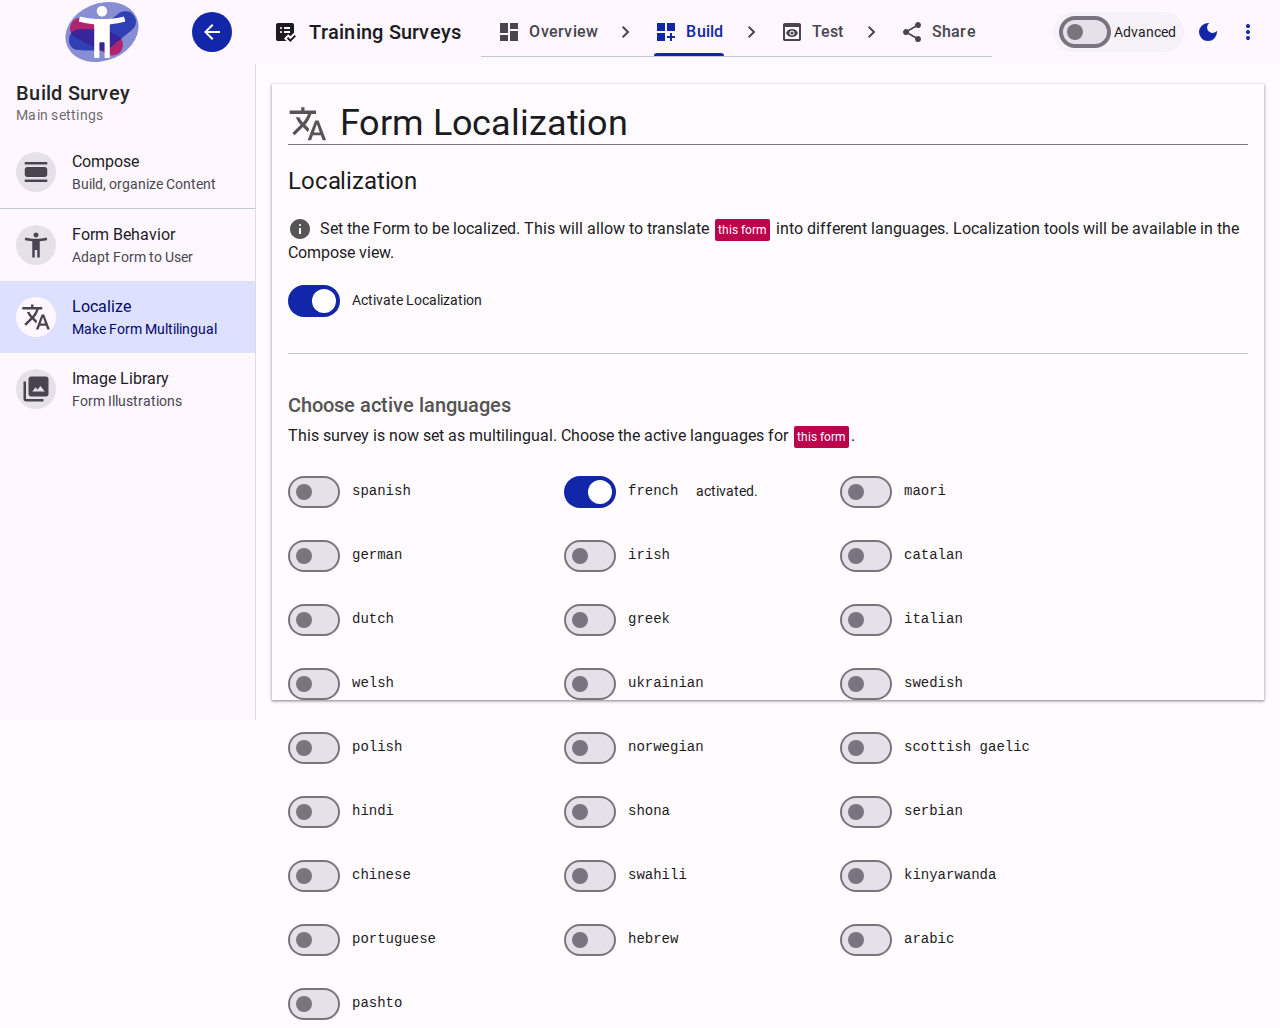 Training Surveys
Overview
Build
Test
Share
Advanced
Build Survey
Main settings
Compose
Build, organize Content
Form Behavior
Adapt Form to User
Localize
Make Form Multilingual
Image Library
Form Illustrations
Form Localization
Localization
Set the Form to be localized. This will allow to translate this form into different languages. Localization tools will be available in the
Compose view.
Activate Localization
Choose active languages
This survey is now set as multilingual. Choose the active languages for this form.
spanish
french activated.
maori
german
irish
catalan
dutch
greek
italian
welsh
ukrainian
swedish
polish
norwegian
scottish gaelic
hindi
shona
serbian
chinese
swahili
kinyarwanda
portuguese
hebrew
arabic
pashto